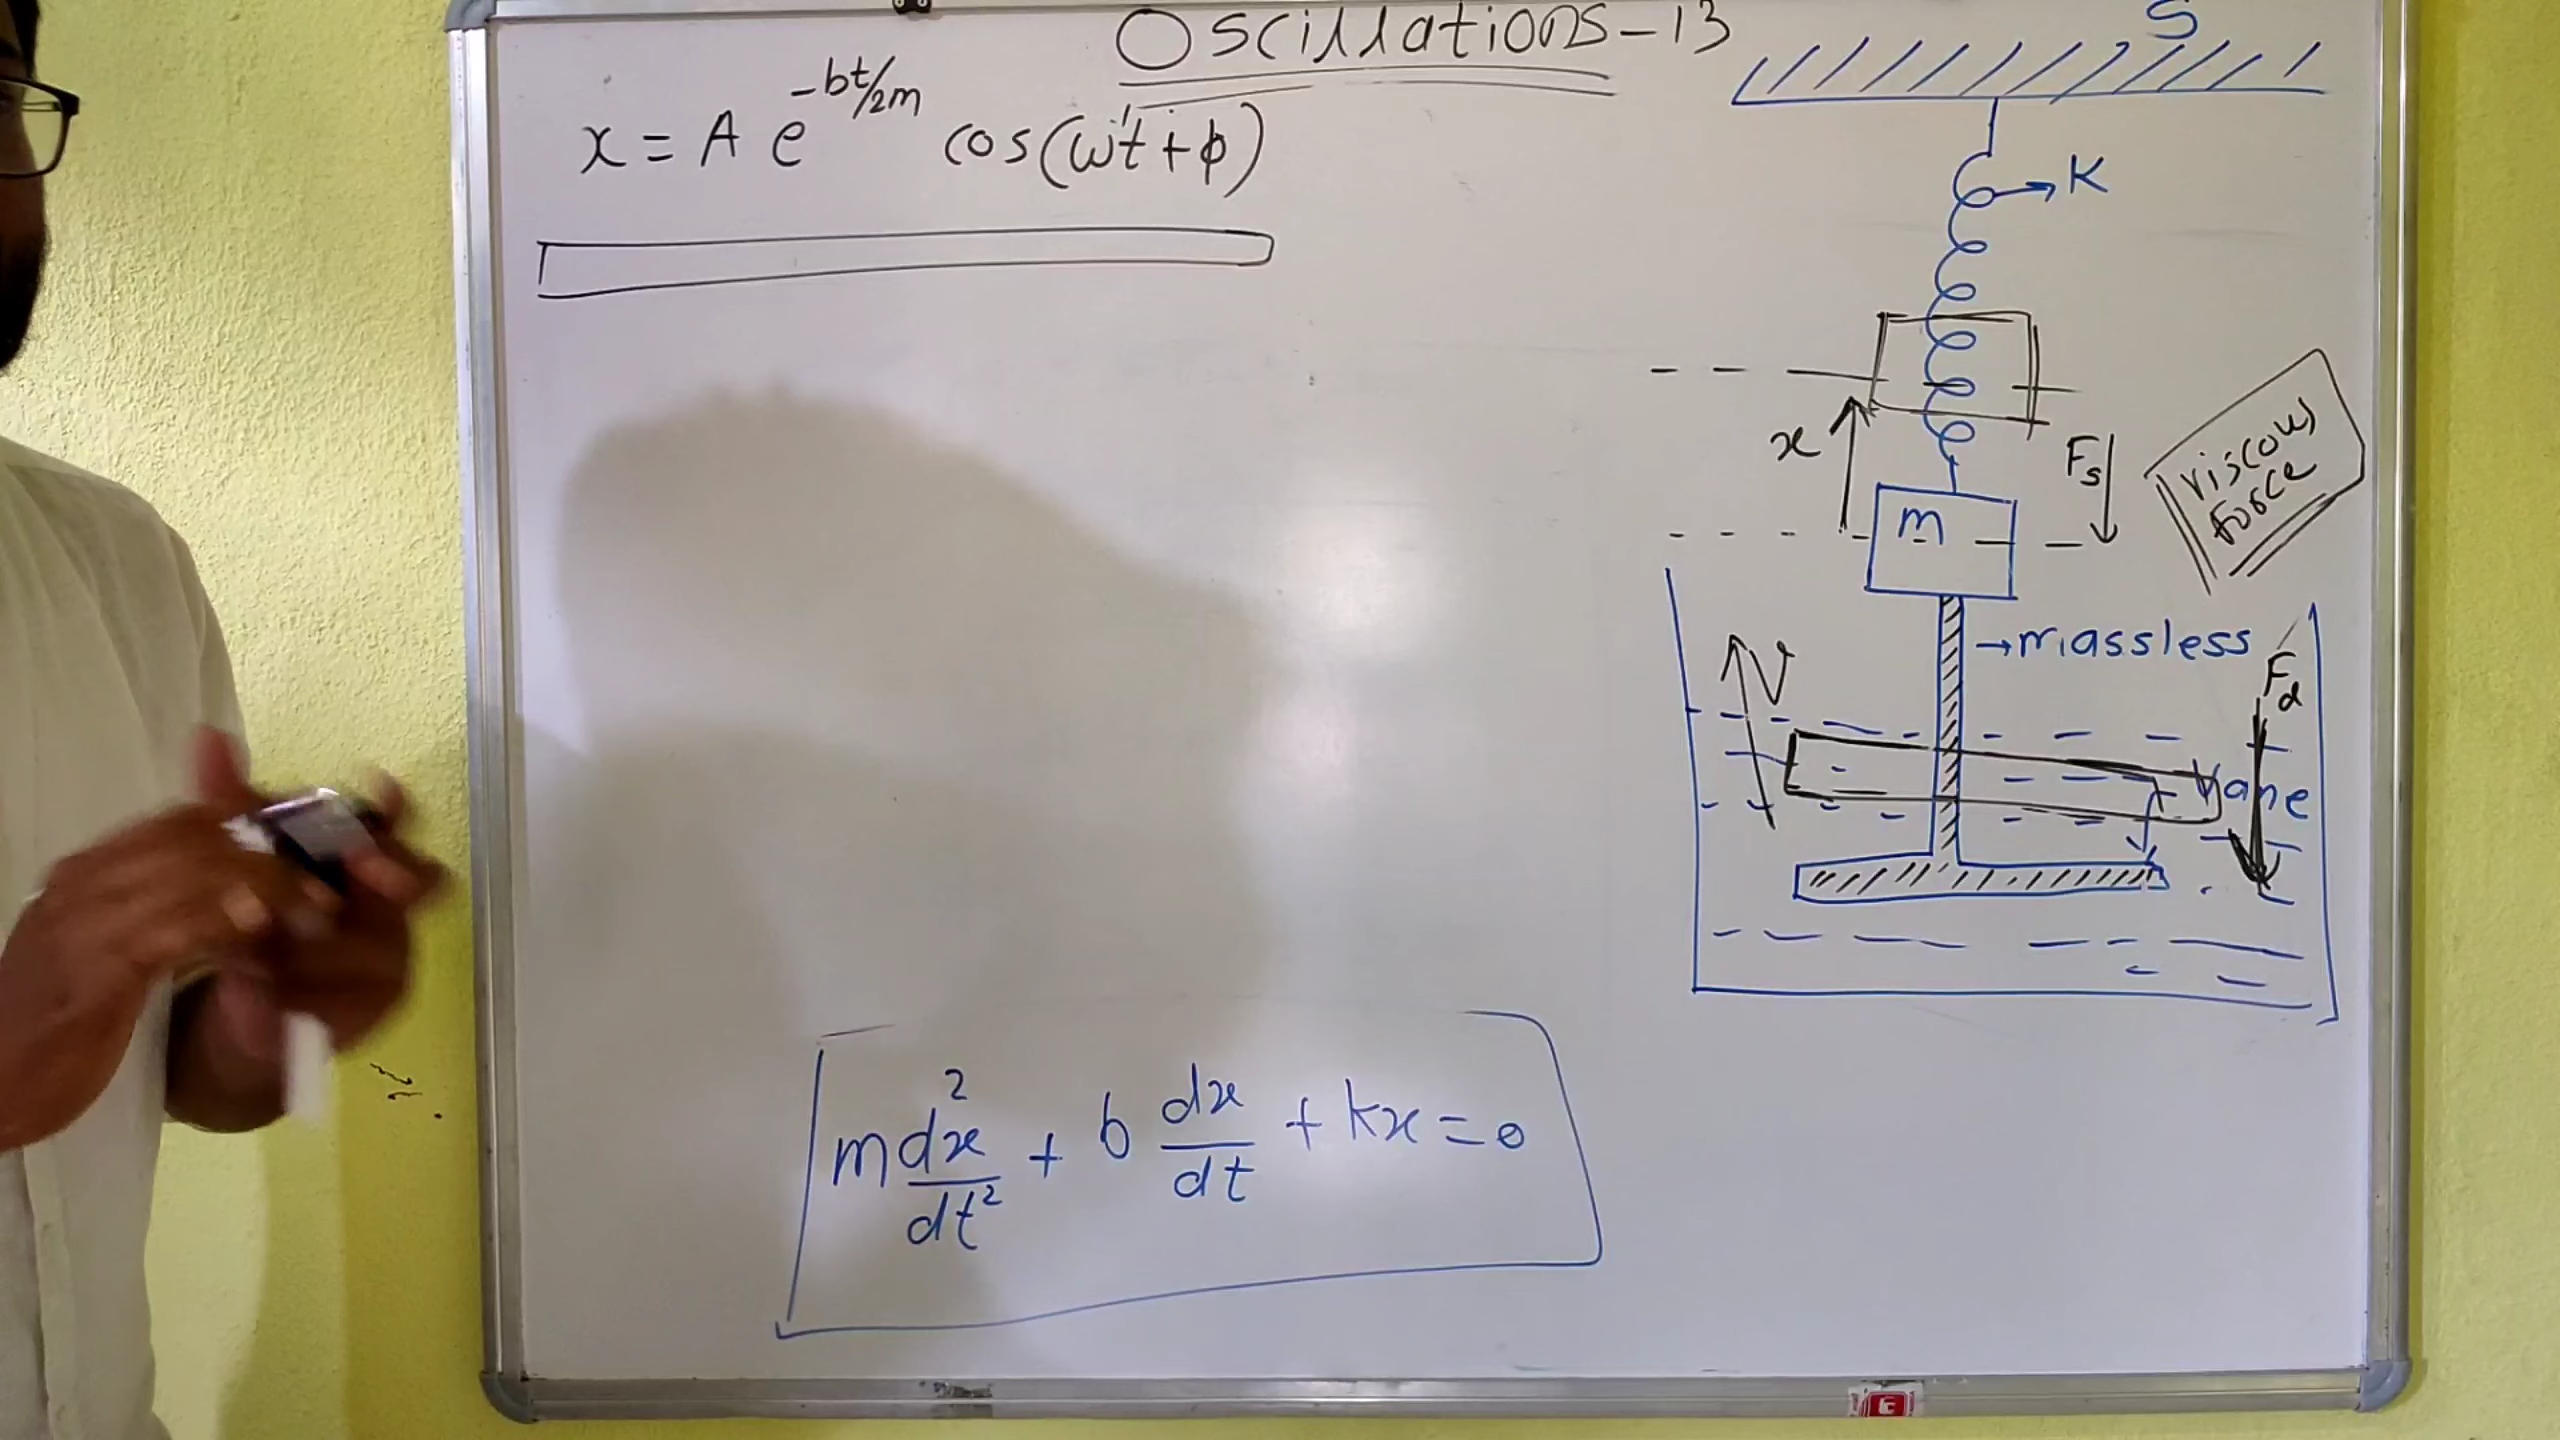 Oscillations-13
x = A e^{-bt/2m} cos(ω't+φ)
S
K
x
Fs
viscous
force
m
→massless
V
Fd
Vane
m d²x/dt² + b dx/dt + kx = 0